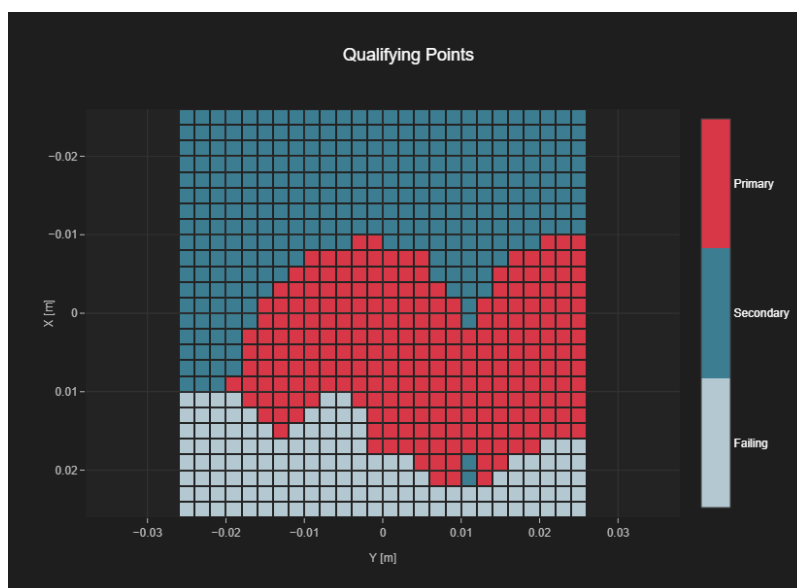 Qualifying Points
−0.02
−0.01
0
0.01
0.02
X [m]
−0.03
−0.02
−0.01
0
0.01
0.02
0.03
Y [m]
Primary
Secondary
Failing